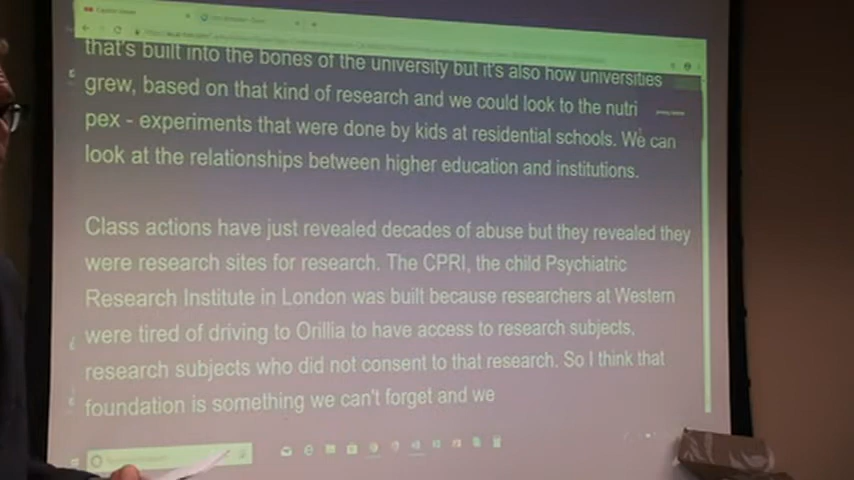 that's built into the bones of the university but it's also how universities
grew, based on that kind of research and we could look to the nutri
pex - experiments that were done by kids at residential schools. We can
look at the relationships between higher education and institutions.
Class actions have just revealed decades of abuse but they revealed they
were research sites for research. The CPRI, the child Psychiatric
Research Institute in London was built because researchers at Western
were tired of driving to Orillia to have access to research subjects,
research subjects who did not consent to that research. So I think that
foundation is something we can't forget and we